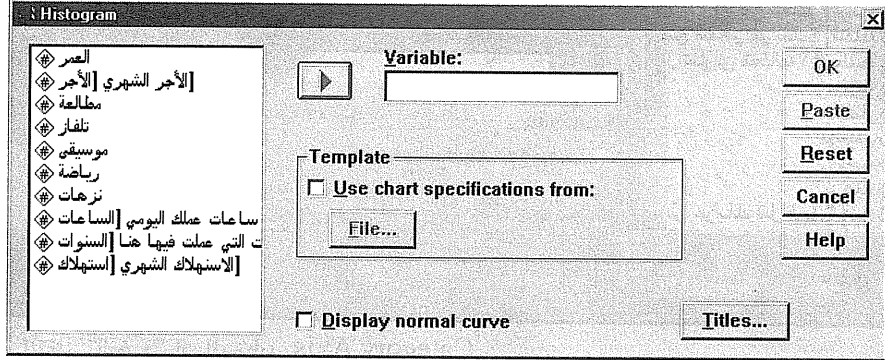 Histogram
العمر
الأجر الشهري [الأجر]
مطالعة
تلفاز
موسيقى
رياضة
نزهات
ساعات عملك اليومي [الساعات
ت التي عملت فيها هنا [السنوات
الاستهلاك الشهري [استهلاك]
Variable:
Template
Use chart specifications from:
File...
Display normal curve
OK
Paste
Reset
Cancel
Help
Titles...